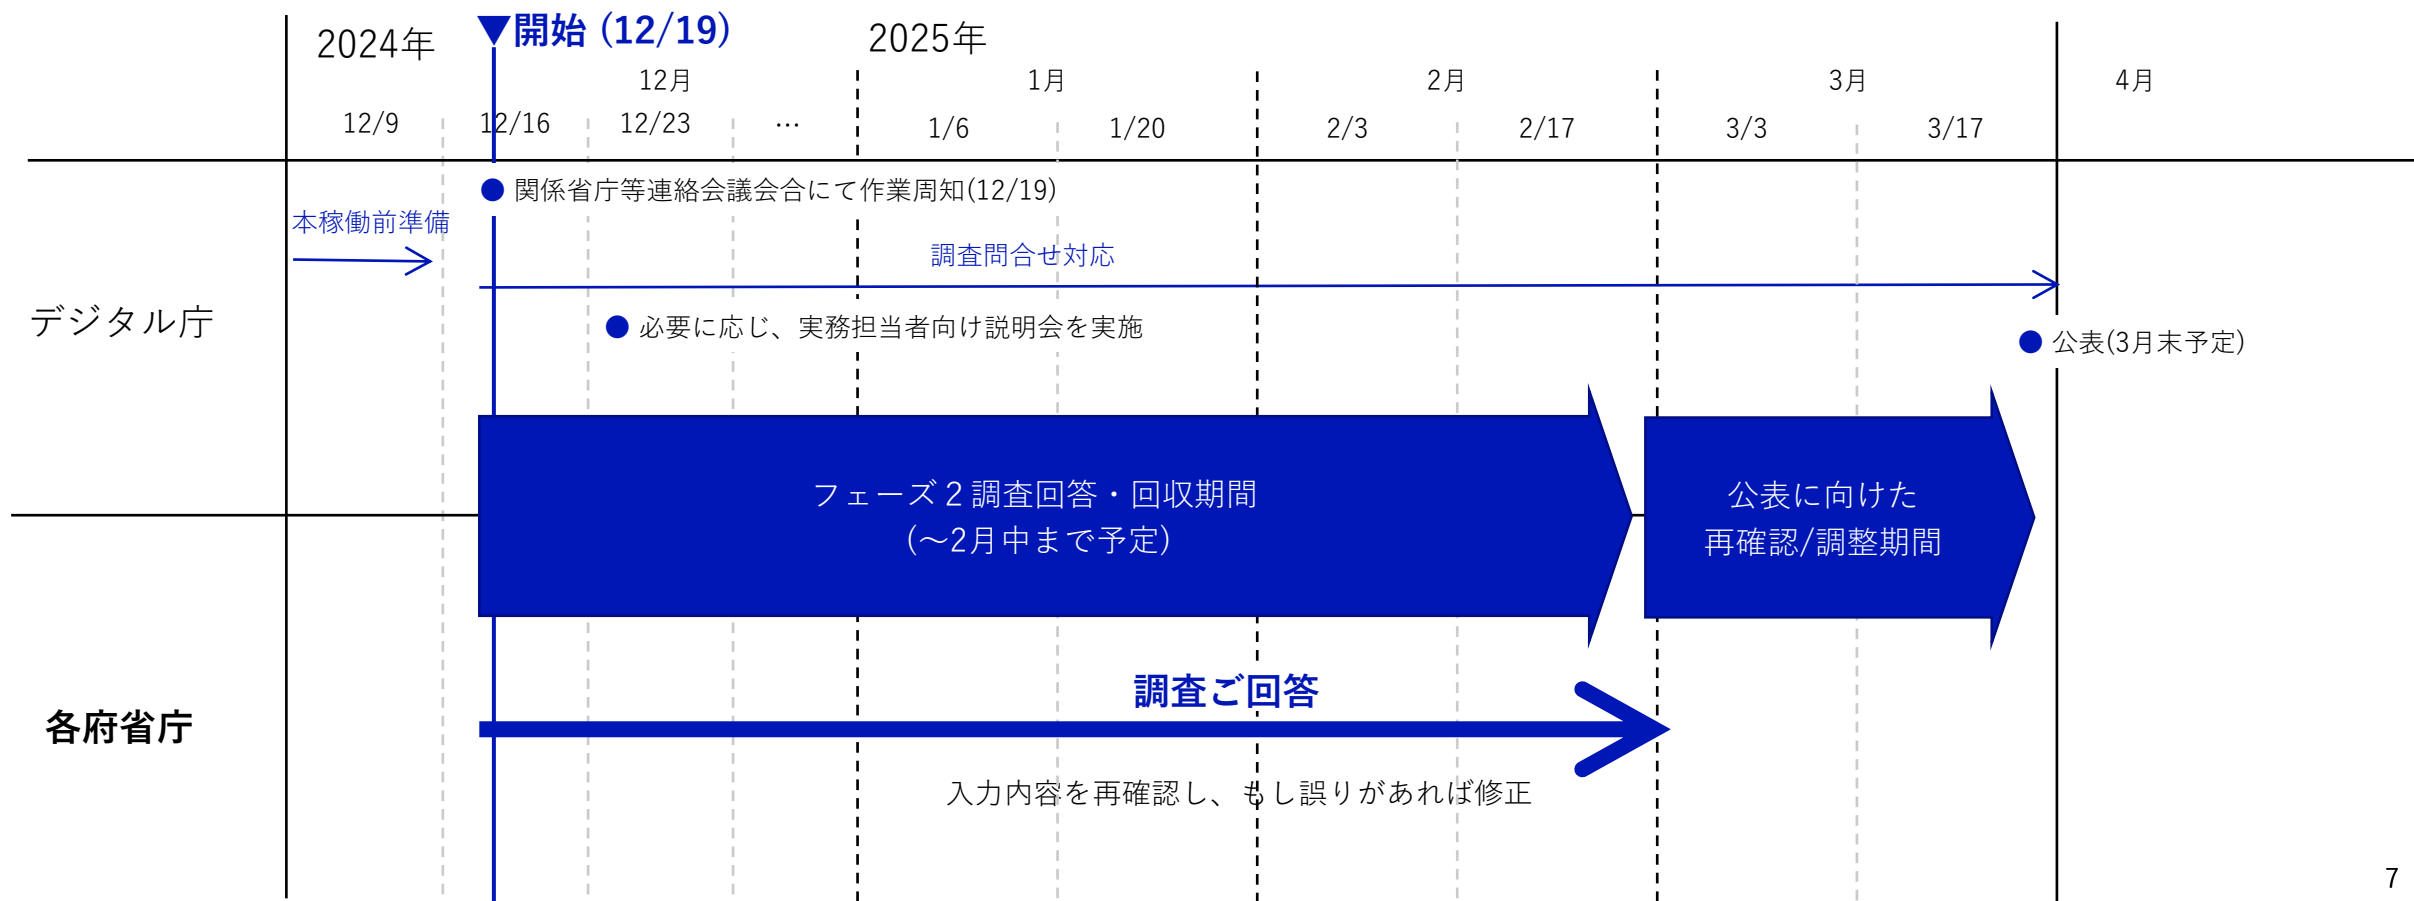 ▼開始 (12/19)
2024年
2025年
12月
1月
2月
3月
4月
12/9
12/16
12/23
…
1/6
1/20
2/3
2/17
3/3
3/17
デジタル庁
● 関係省庁等連絡会議会合にて作業周知(12/19)
本稼働前準備
調査問合せ対応
● 必要に応じ、実務担当者向け説明会を実施
● 公表(3月末予定)
フェーズ２調査回答・回収期間
(～2月中まで予定)
公表に向けた
再確認/調整期間
各府省庁
調査ご回答
入力内容を再確認し、もし誤りがあれば修正
7